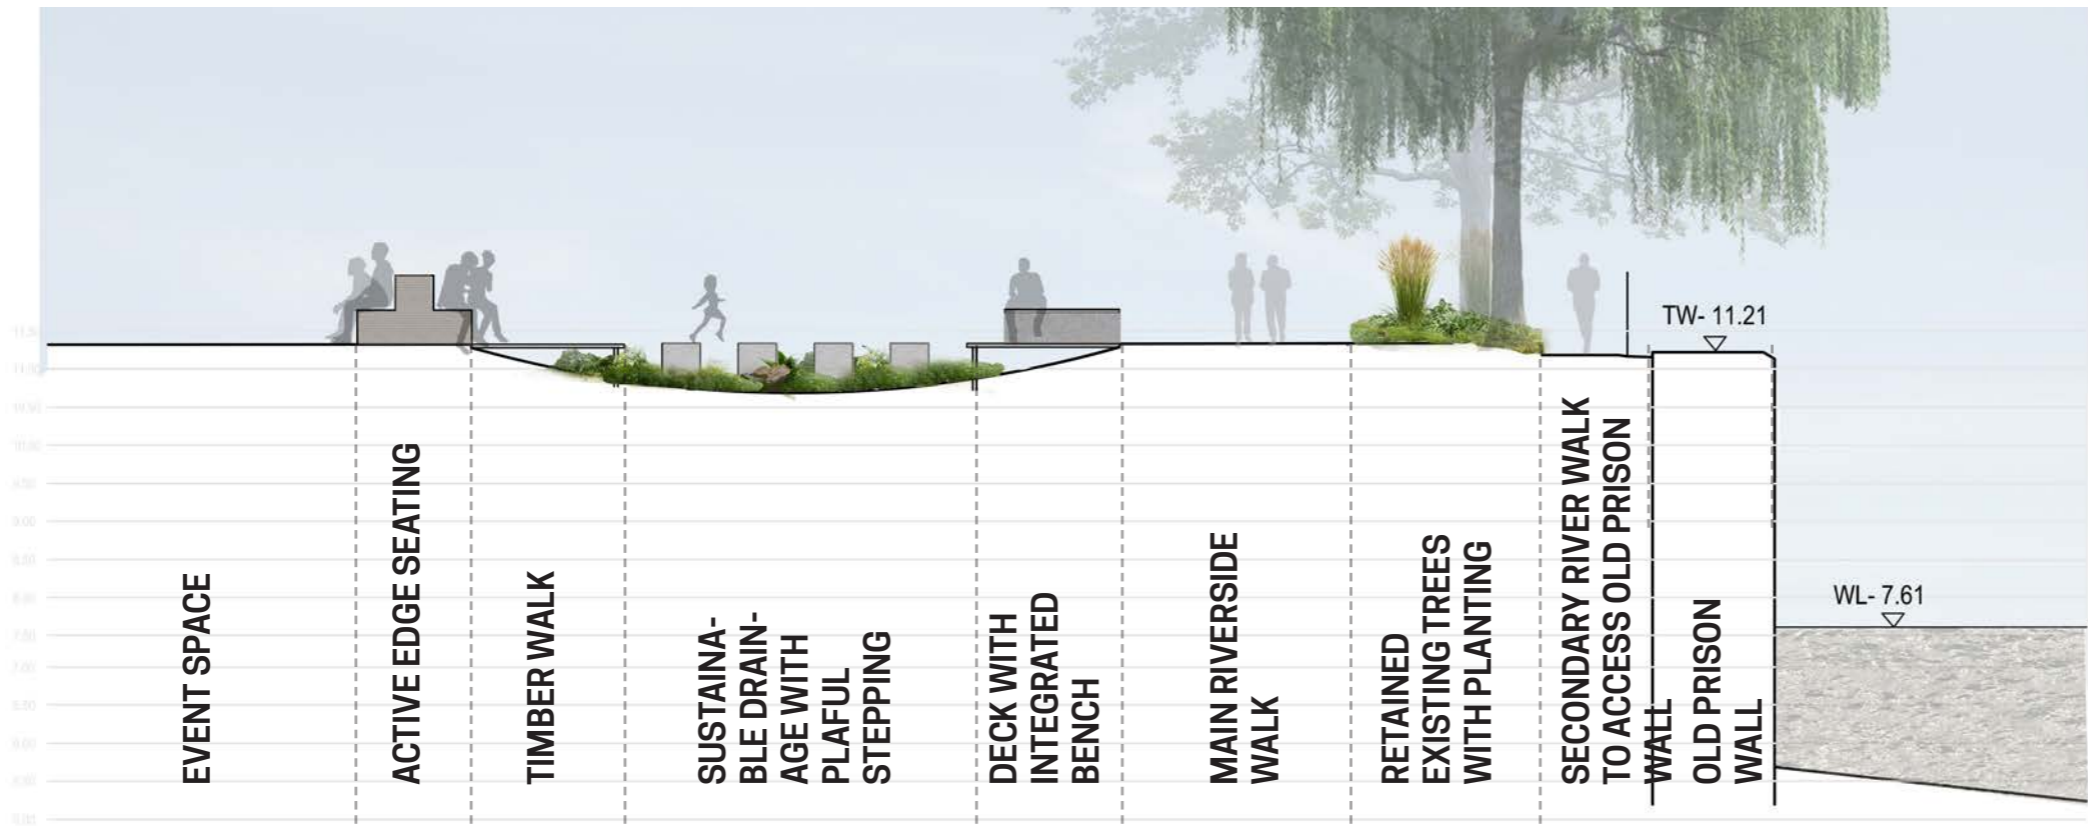 TW- 11.21
WL- 7.61
EVENT SPACE
ACTIVE EDGE SEATING
TIMBER WALK
SUSTAINA-
BLE DRAIN-
AGE WITH
PLAFUL
STEPPING
DECK WITH
INTEGRATED
BENCH
MAIN RIVERSIDE
WALK
RETAINED
EXISTING TREES
WITH PLANTING
SECONDARY RIVER WALK
TO ACCESS OLD PRISON
WALL
OLD PRISON
WALL